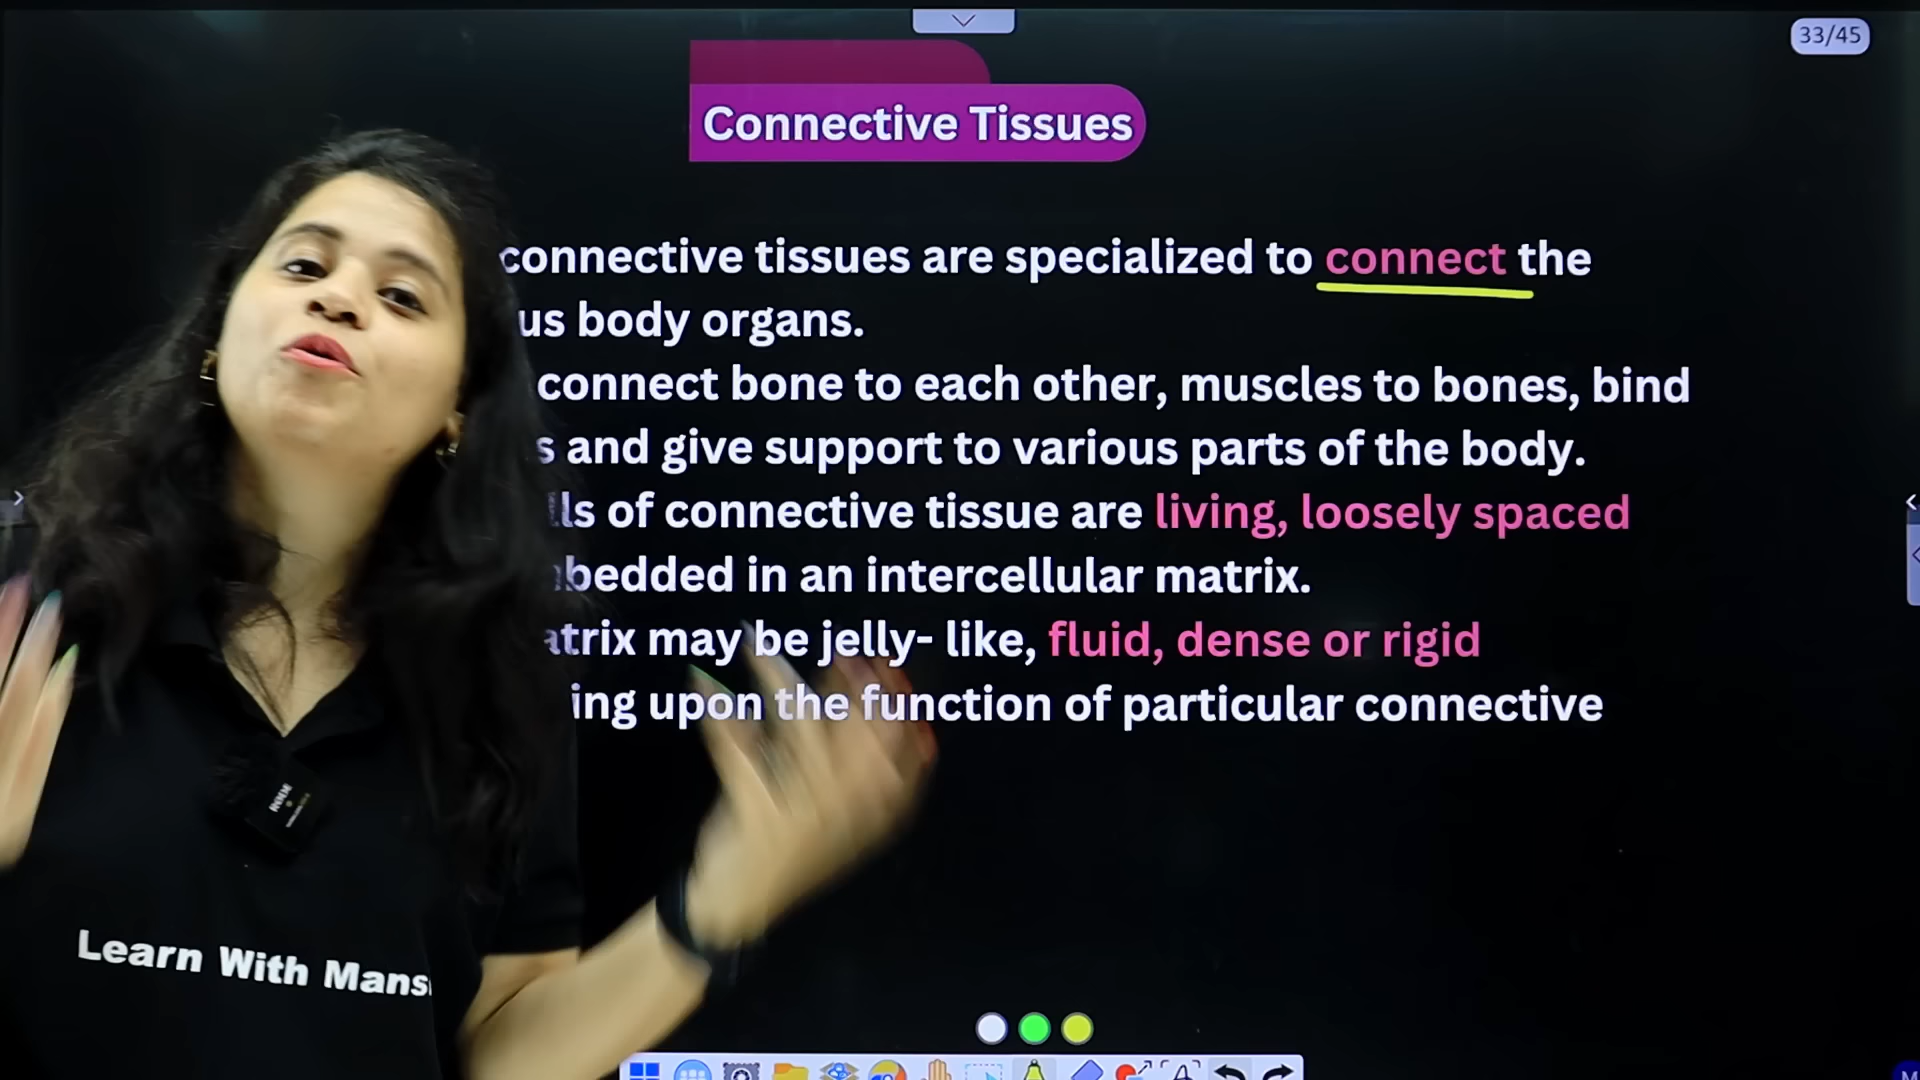 33/45
Connective Tissues
connective tissues are specialized to connect the
us body organs.
connect bone to each other, muscles to bones, bind
s and give support to various parts of the body.
ls of connective tissue are living, loosely spaced
bedded in an intercellular matrix.
atrix may be jelly- like, fluid, dense or rigid
ing upon the function of particular connective
RODE
Learn With Mans